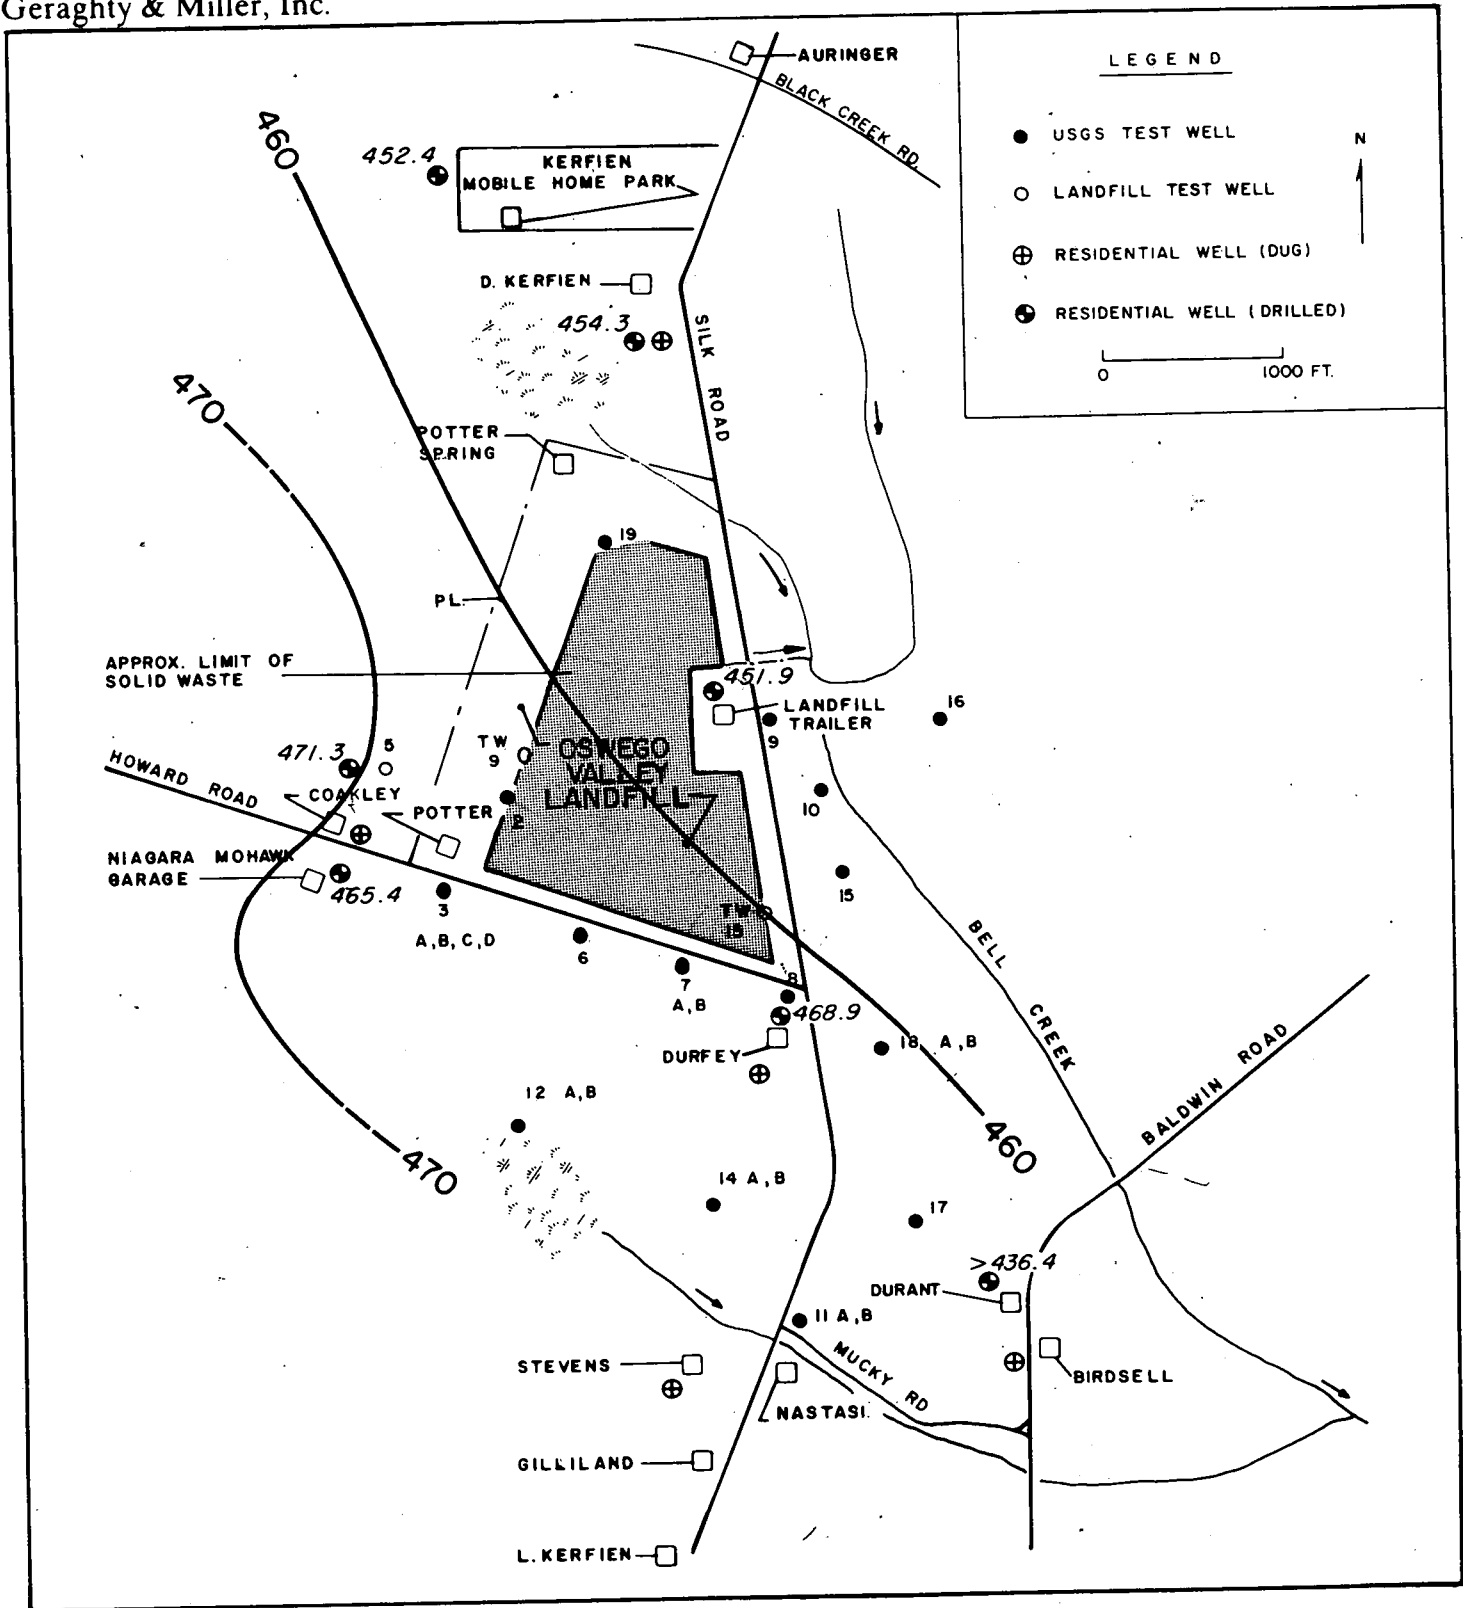 Geraghty & Miller, Inc.
AURINGER
BLACK CREEK RD.
LEGEND
USGS TEST WELL
LANDFILL TEST WELL
RESIDENTIAL WELL (DUG)
RESIDENTIAL WELL (DRILLED)
N
0
1000 FT.
460
452.4
KERFIEN
MOBILE HOME PARK
D. KERFIEN
454.3
SILK ROAD
470
POTTER
SPRING
19
PL.
APPROX. LIMIT OF
SOLID WASTE
451.9
LANDFILL
TRAILER
9
16
TW
9
OSWEGO
VALLEY
LANDFILL
471.3
5
HOWARD ROAD
COAKLEY
POTTER
2
10
NIAGARA MOHAWK
GARAGE
465.4
3
A,B,C,D
15
TW
15
6
7
A,B
8
468.9
DURFEY
18 A,B
BELL CREEK
BALDWIN ROAD
12 A,B
460
470
14 A,B
17
>436.4
DURANT
11 A,B
MUCKY RD
STEVENS
BIRDSELL
NASTASI
GILLILAND
L. KERFIEN